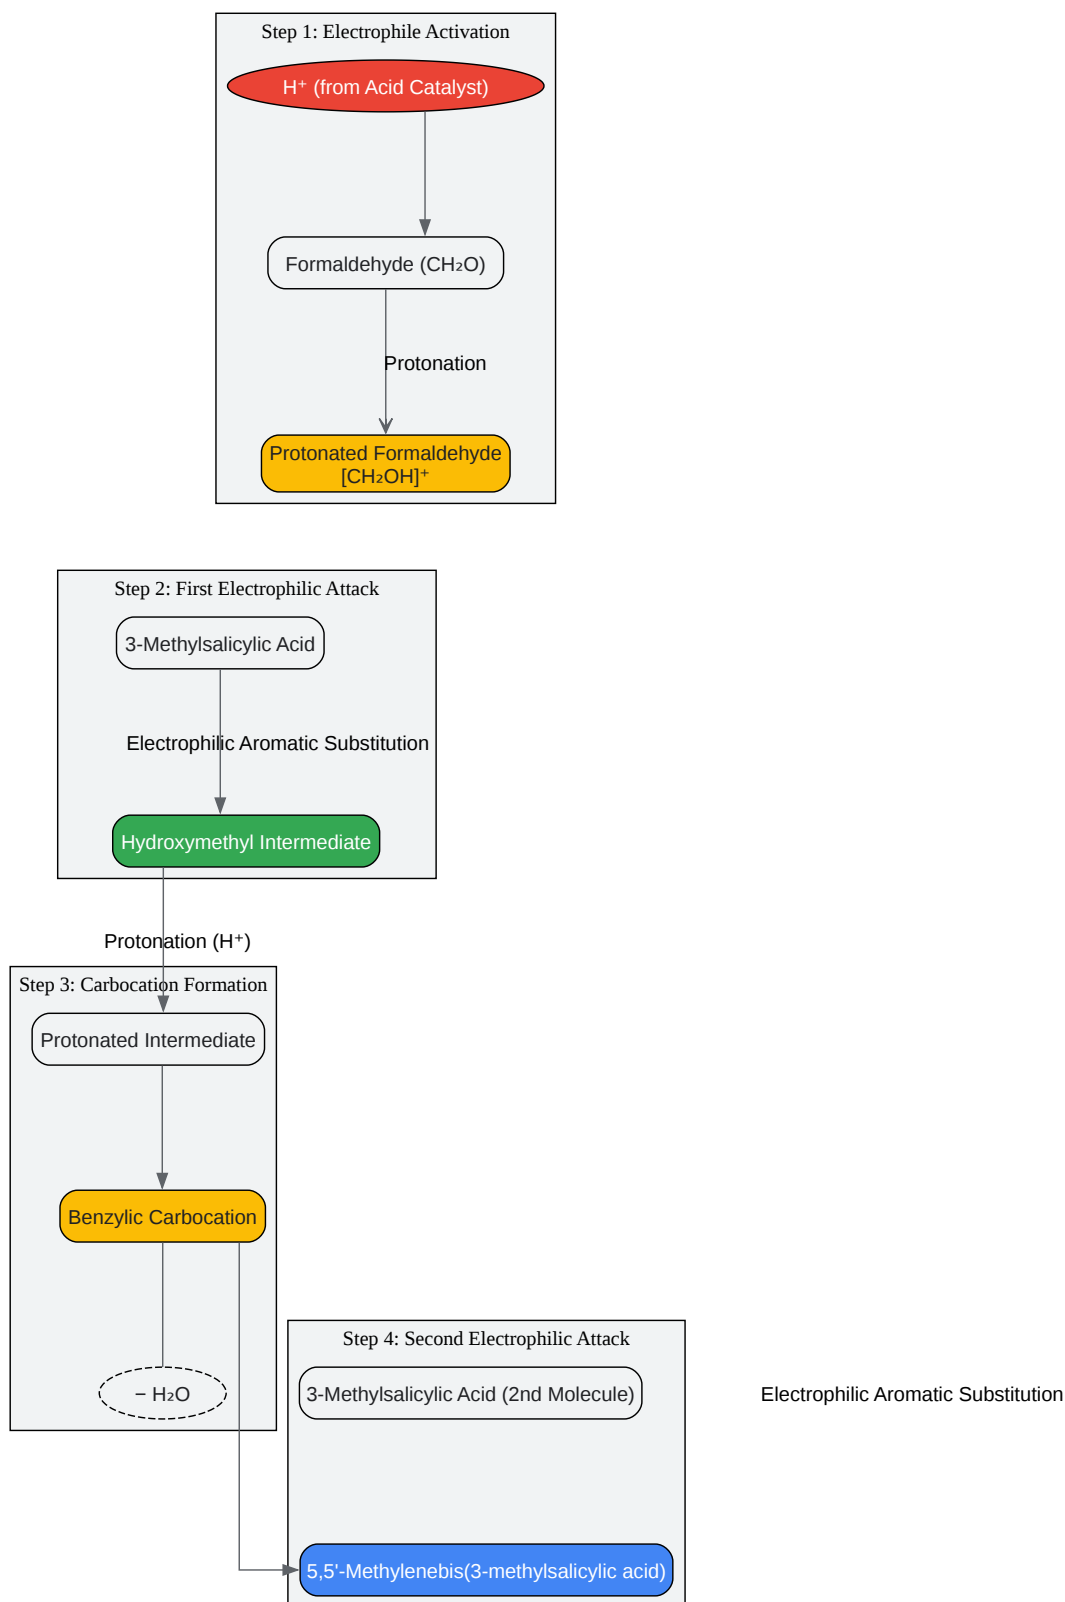 Step 1: Electrophile Activation
H⁺ (from Acid Catalyst)
Formaldehyde (CH₂O)
Protonation
Protonated Formaldehyde
[CH₂OH]⁺
Step 2: First Electrophilic Attack
3-Methylsalicylic Acid
Electrophilic Aromatic Substitution
Hydroxymethyl Intermediate
Protonation (H⁺)
Step 3: Carbocation Formation
Protonated Intermediate
Benzylic Carbocation
− H₂O
Step 4: Second Electrophilic Attack
3-Methylsalicylic Acid (2nd Molecule)
Electrophilic Aromatic Substitution
5,5'-Methylenebis(3-methylsalicylic acid)